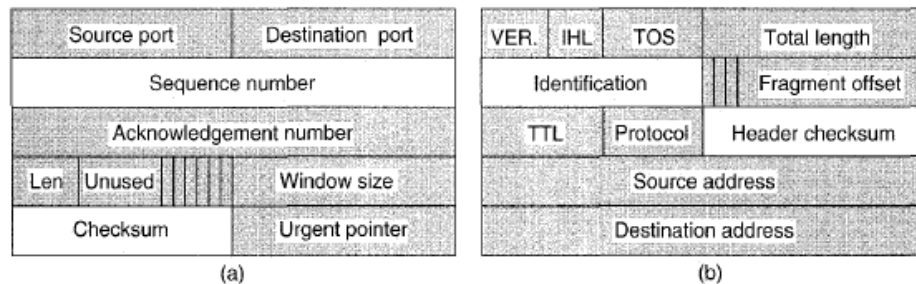 Source port Destination port
Sequence number
Acknowledgement number
Len Unused Window size
Checksum Urgent pointer
(a)
VER. IHL TOS Total length
Identification Fragment offset
TTL Protocol Header checksum
Source address
Destination address
(b)